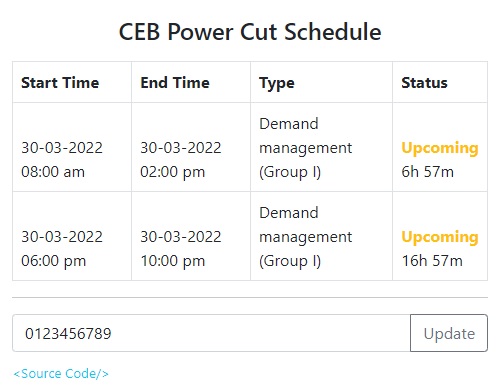 CEB Power Cut Schedule
Start Time End Time Type Status
30-03-2022 08:00 am 30-03-2022 02:00 pm Demand management (Group I) Upcoming 6h 57m
30-03-2022 06:00 pm 30-03-2022 10:00 pm Demand management (Group I) Upcoming 16h 57m
0123456789 Update
<Source Code/>